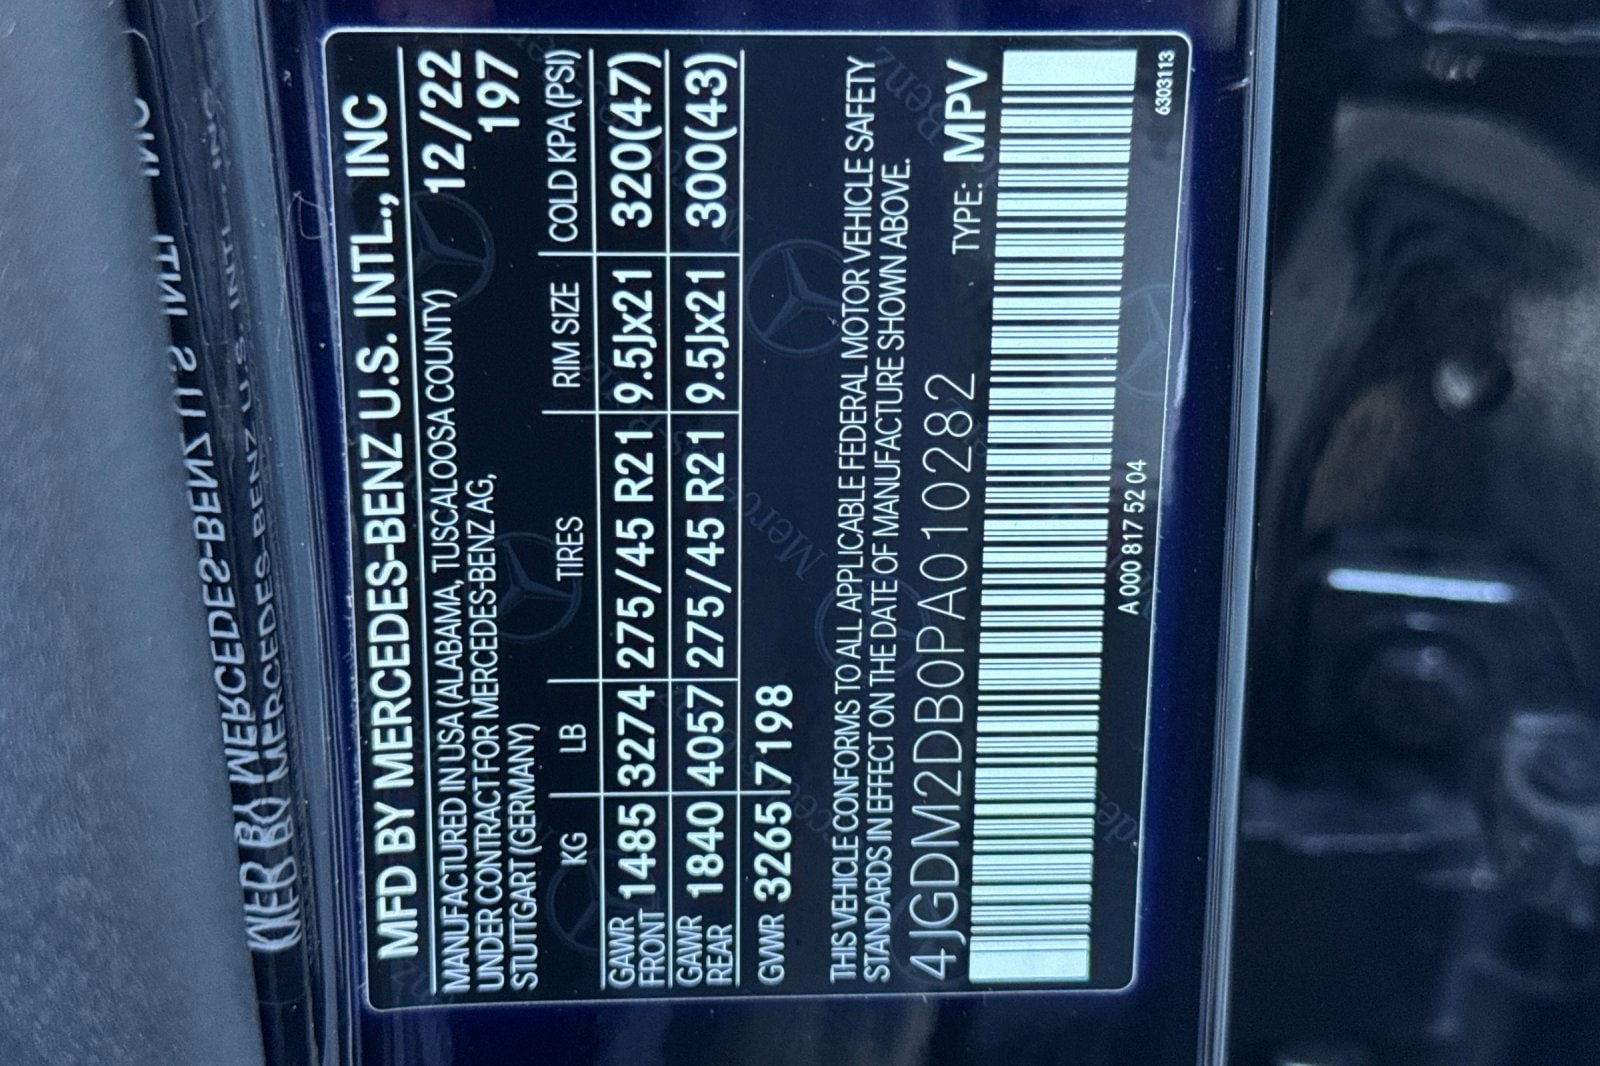 MFD BY MERCEDES-BENZ U.S. INTL., INC
MANUFACTURED IN USA (ALABAMA, TUSCALOOSA COUNTY) 12/22
UNDER CONTRACT FOR MERCEDES-BENZ AG, 197
STUTTGART (GERMANY)
KG LB TIRES RIM SIZE COLD KPA (PSI)
GAWR FRONT 1485 3274 275/45 R21 9.5Jx21 320(47)
GAWR REAR 1840 4057 275/45 R21 9.5Jx21 300(43)
GVWR 3265 7198
THIS VEHICLE CONFORMS TO ALL APPLICABLE FEDERAL MOTOR VEHICLE SAFETY
STANDARDS IN EFFECT ON THE DATE OF MANUFACTURE SHOWN ABOVE.
4JGDM2DB0PA010282 TYPE: MPV
A 000 817 52 04 6303113